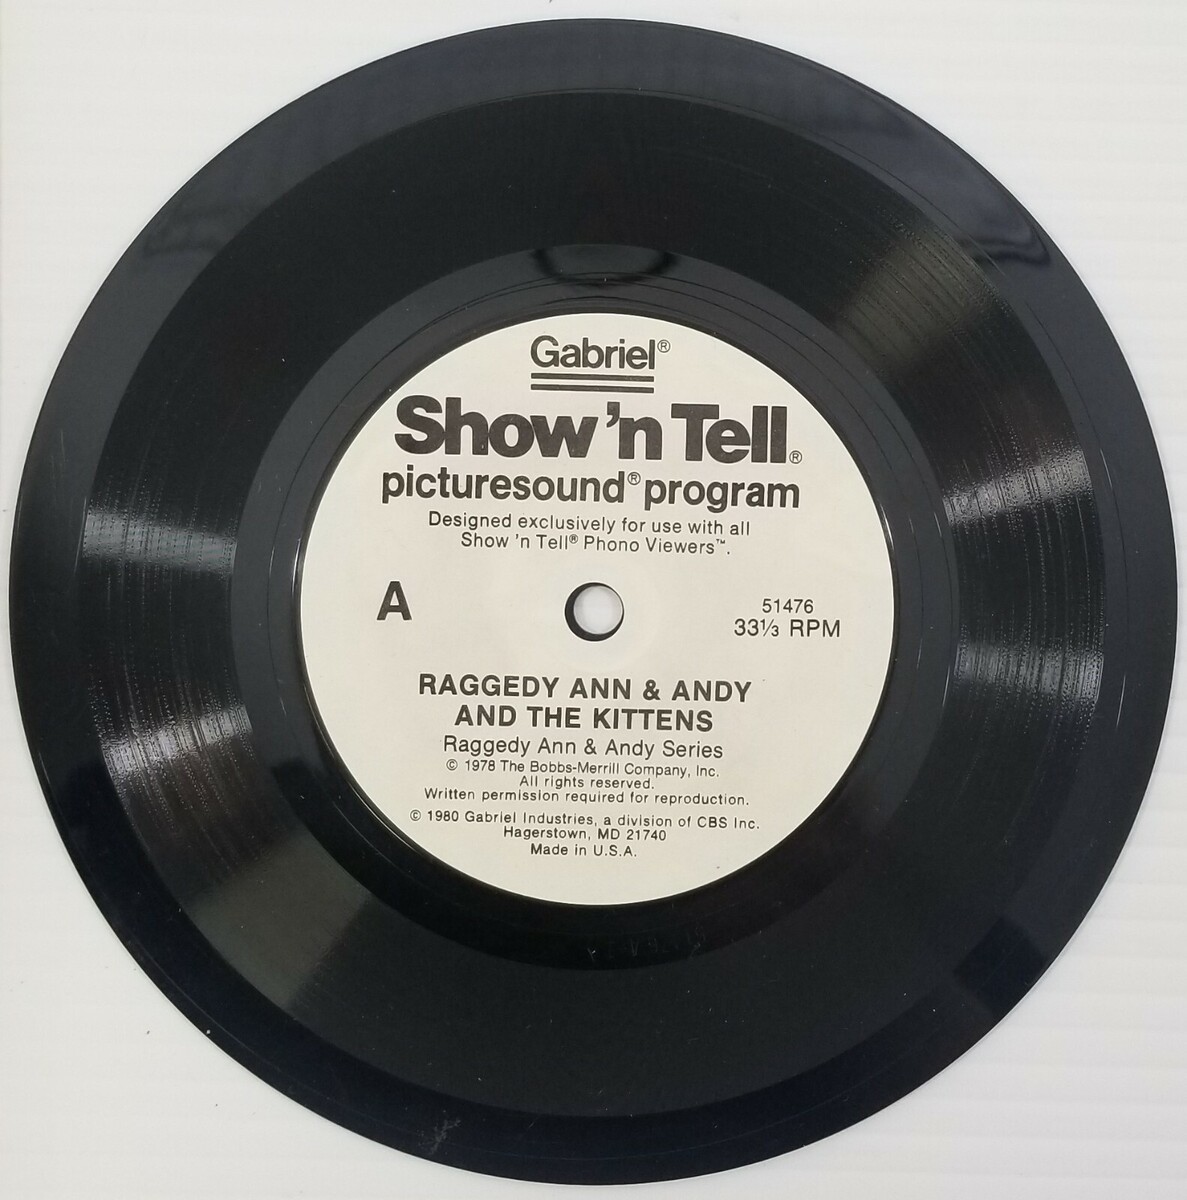 Gabriel®
Show 'n Tell®
picturesound® program
Designed exclusively for use with all
Show 'n Tell® Phono Viewers™.
A
51476
33⅓ RPM
RAGGEDY ANN & ANDY
AND THE KITTENS
Raggedy Ann & Andy Series
© 1978 The Bobbs-Merrill Company, Inc.
All rights reserved.
Written permission required for reproduction.
© 1980 Gabriel Industries, a division of CBS Inc.
Hagerstown, MD 21740
Made in U.S.A.